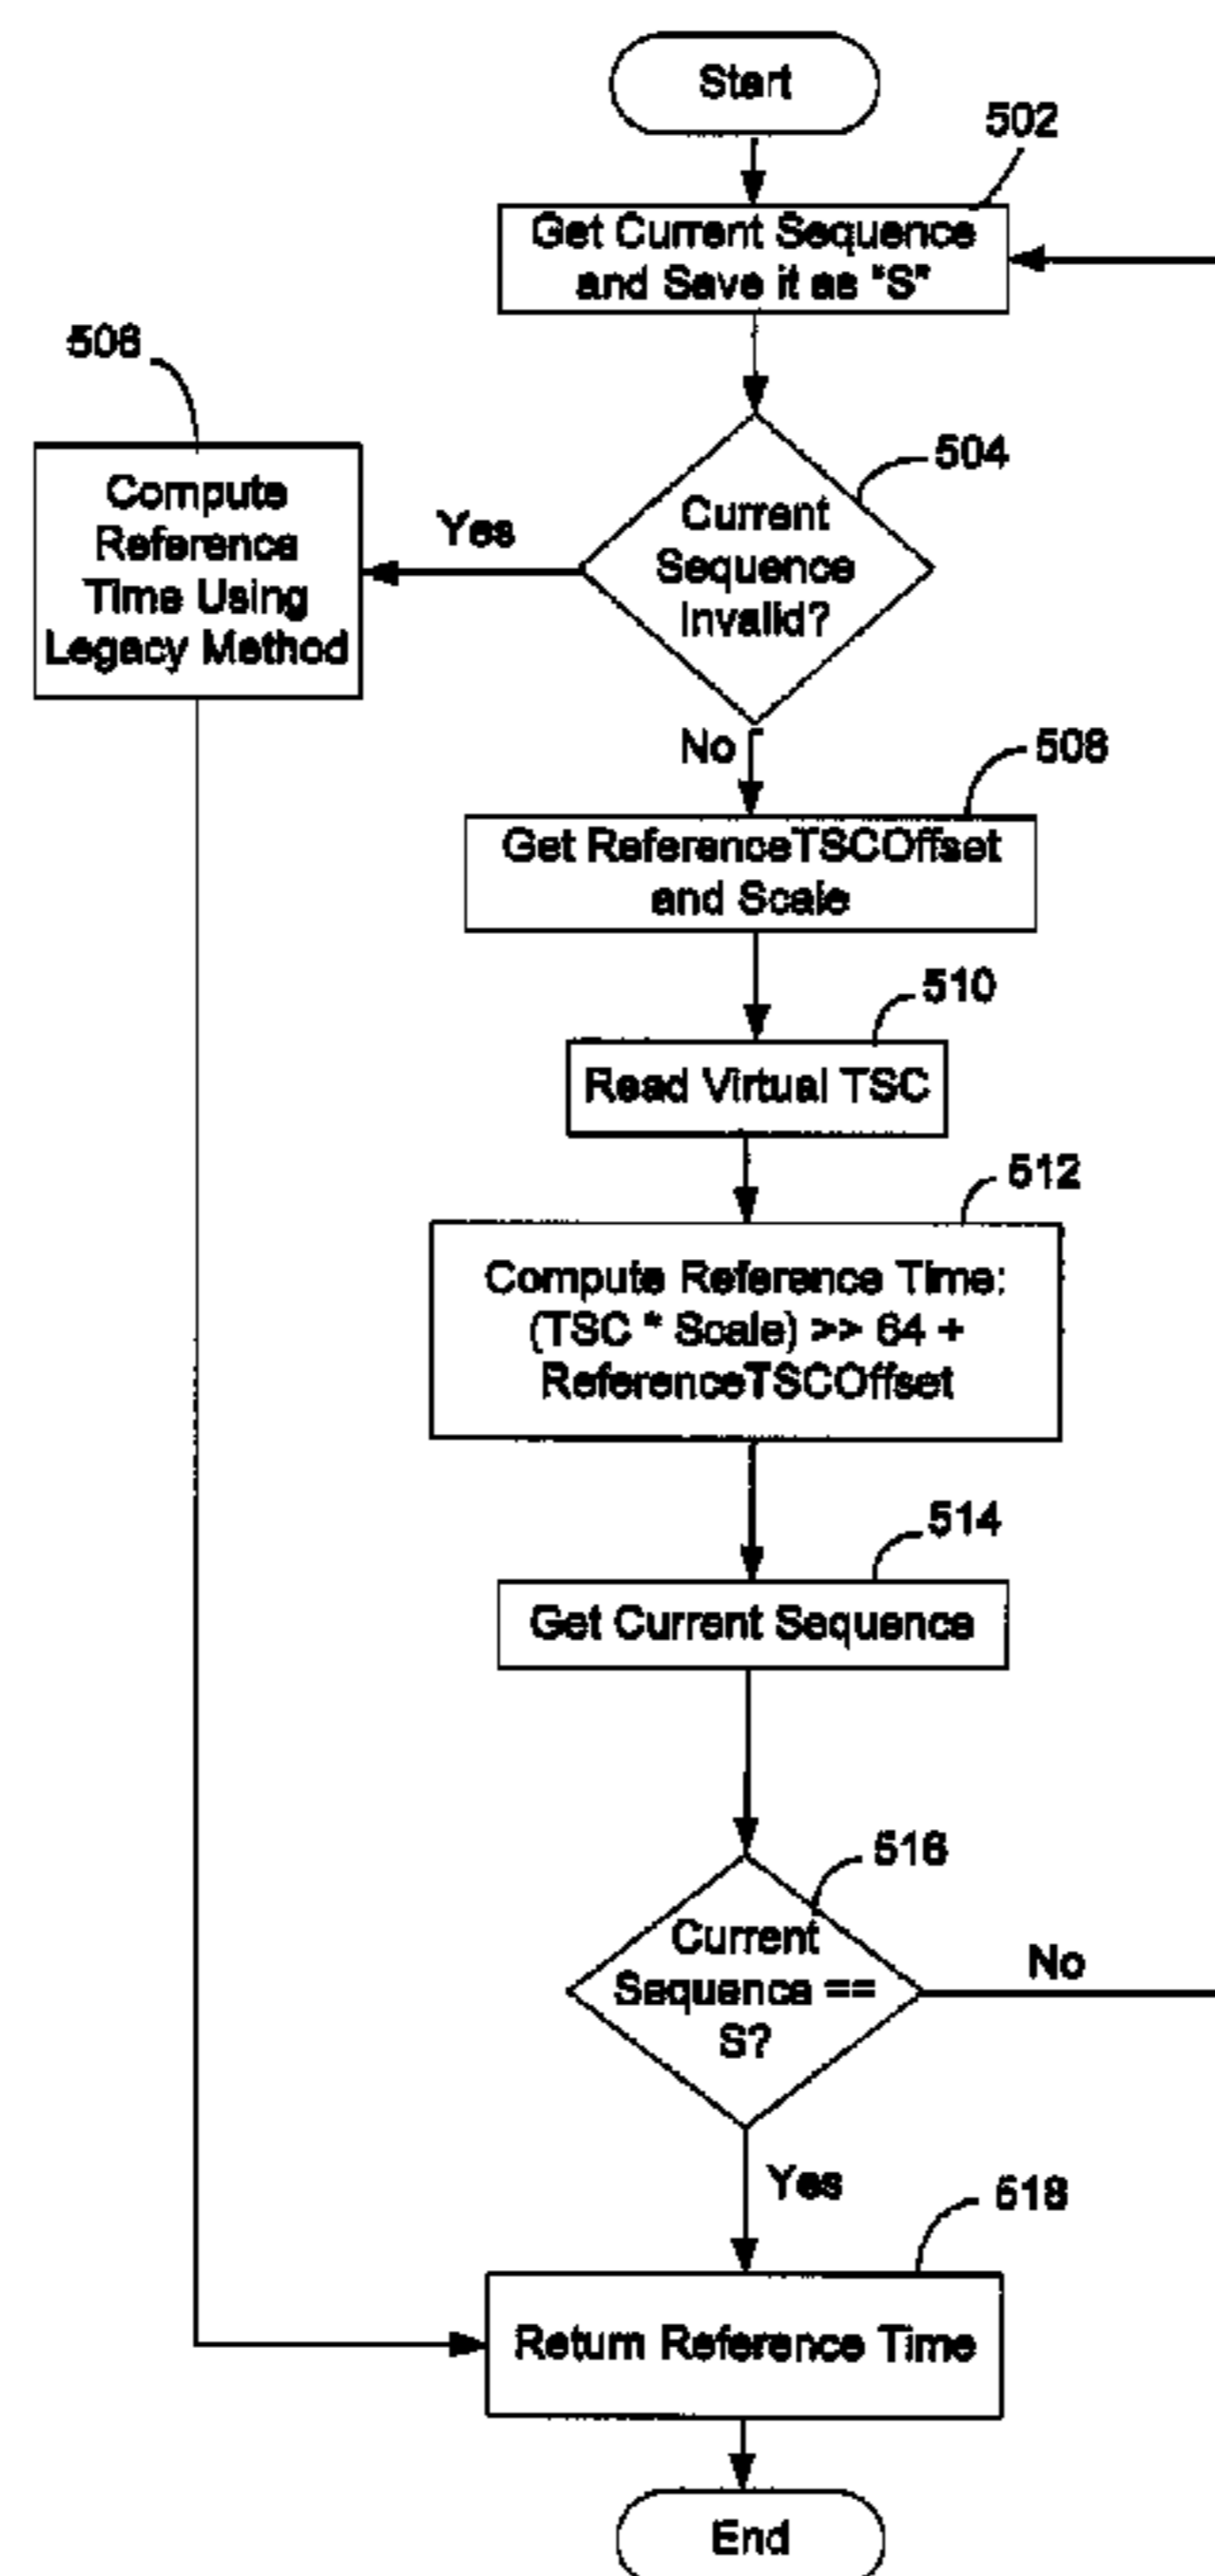 Start
502
Get Current Sequence
and Save it as "S"
506
504
Current
Sequence
Invalid?
Yes
Compute
Reference
Time Using
Legacy Method
No
508
Get ReferenceTSCOffset
and Scale
510
Read Virtual TSC
512
Compute Reference Time:
(TSC * Scale) >> 64 +
ReferenceTSCOffset
514
Get Current Sequence
516
Current
Sequence ==
S?
No
Yes
518
Return Reference Time
End